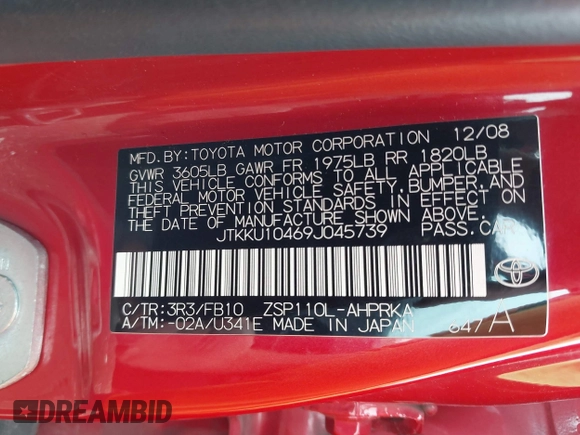 MFD. BY: TOYOTA MOTOR CORPORATION 12/08
GVWR 3605LB GAWR FR 1975LB RR 1820LB
THIS VEHICLE CONFORMS TO ALL APPLICABLE
FEDERAL MOTOR VEHICLE SAFETY, BUMPER, AND
THEFT PREVENTION STANDARDS IN EFFECT ON
THE DATE OF MANUFACTURE SHOWN ABOVE.
JTKKU10469J045739 PASS. CAR
C/TR: 3R3/FB10 ZSP110L-AHPRKA
A/TM: -02A/U341E MADE IN JAPAN 647 A
DREAMBID